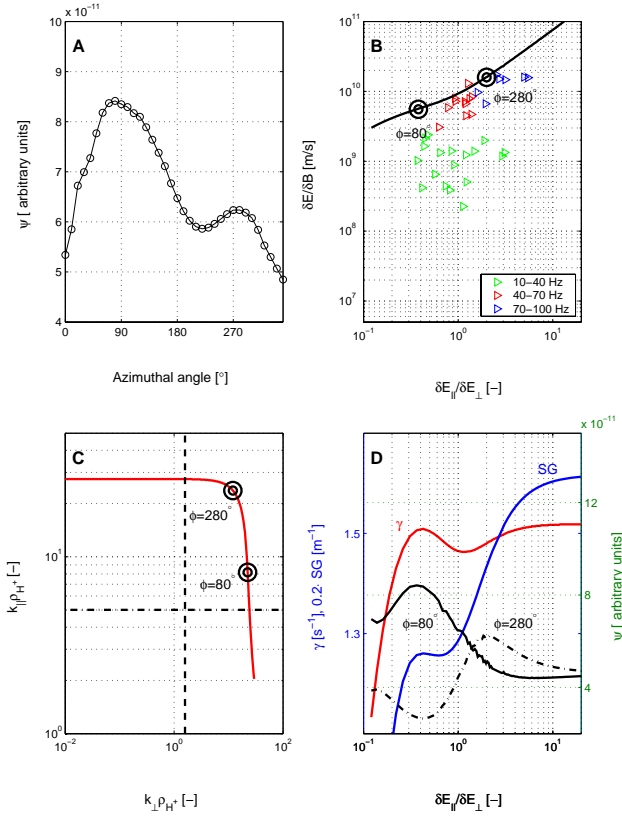 x 10⁻¹¹
A
ψ [ arbitrary units]
10
9
8
7
6
5
4
0
90
180
270
Azimuthal angle [°]
B
δE/δB [m/s]
10¹¹
10¹⁰
10⁹
10⁸
10⁷
ϕ=80°
ϕ=280°
10−40 Hz
40−70 Hz
70−100 Hz
10⁻¹
10⁰
10¹
δE||/δE⊥ [−]
C
k||ρH⁺ [−]
10¹
10⁰
ϕ=280°
ϕ=80°
10⁻²
10⁰
10²
k⊥ρH⁺ [−]
x 10⁻¹¹
D
SG
γ
γ [s⁻¹], 0.2· SG [m⁻¹]
1.5
1.3
ϕ=80°
ϕ=280°
12
8
6
4
ψ [ arbitrary units]
10⁻¹
10⁰
10¹
δE||/δE⊥ [−]